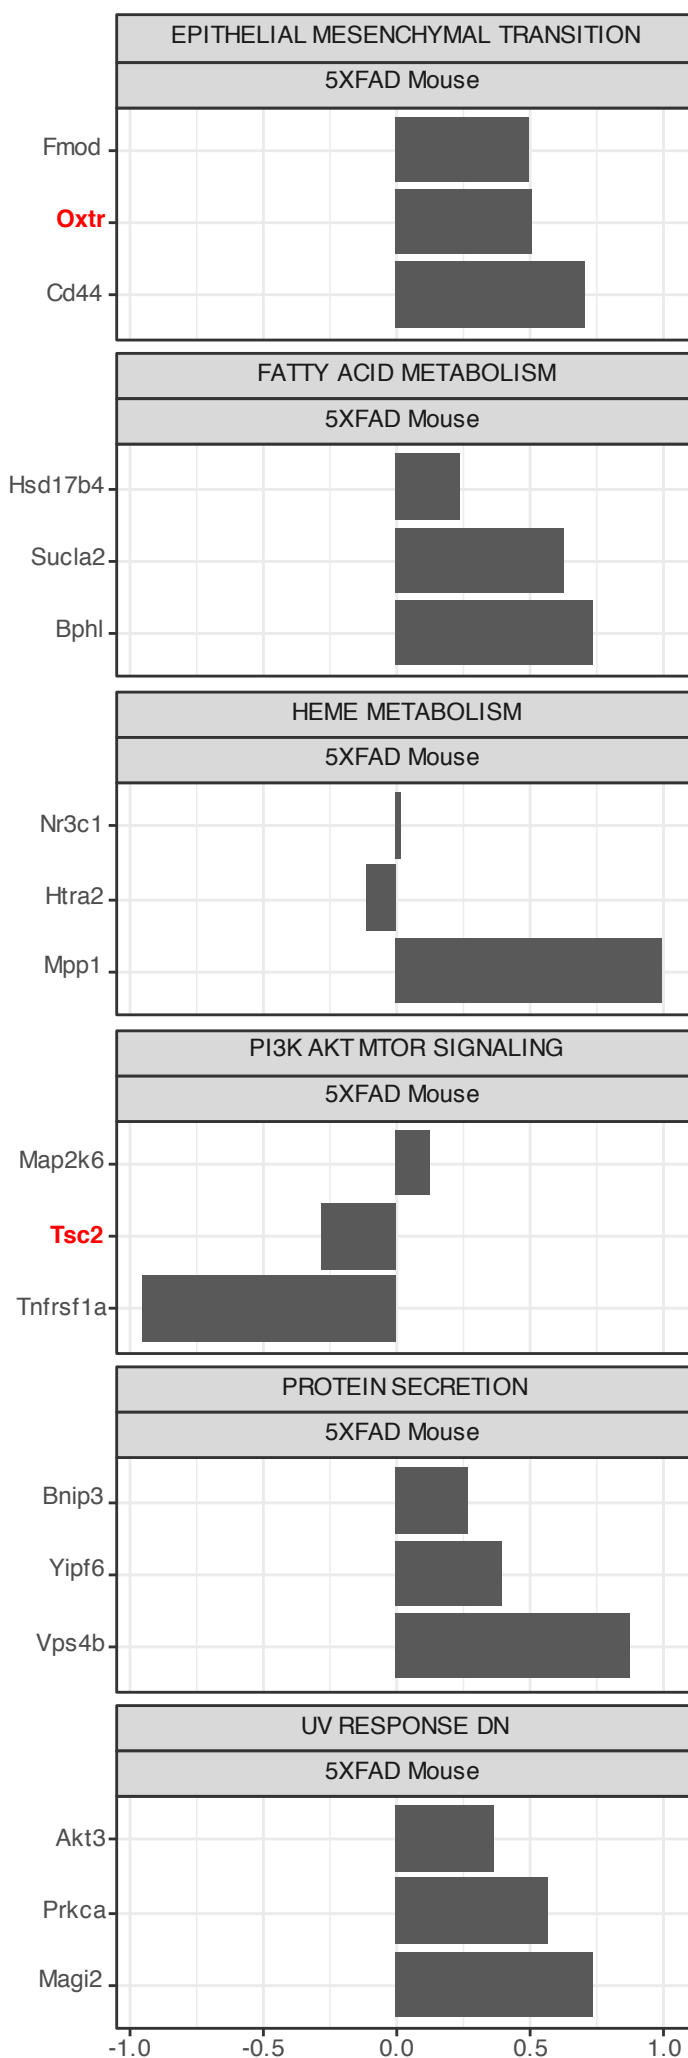 EPITHELIAL MESENCHYMAL TRANSITION
5XFAD Mouse
Fmod
Oxtr
Cd44
FATTY ACID METABOLISM
5XFAD Mouse
Hsd17b4
Sucla2
Bphl
HEME METABOLISM
5XFAD Mouse
Nr3c1
Htra2
Mpp1
PI3K AKT MTOR SIGNALING
5XFAD Mouse
Map2k6
Tsc2
Tnfrsf1a
PROTEIN SECRETION
5XFAD Mouse
Bnip3
Yipf6
Vps4b
UV RESPONSE DN
5XFAD Mouse
Akt3
Prkca
Magi2
-1.0 -0.5 0.0 0.5 1.0